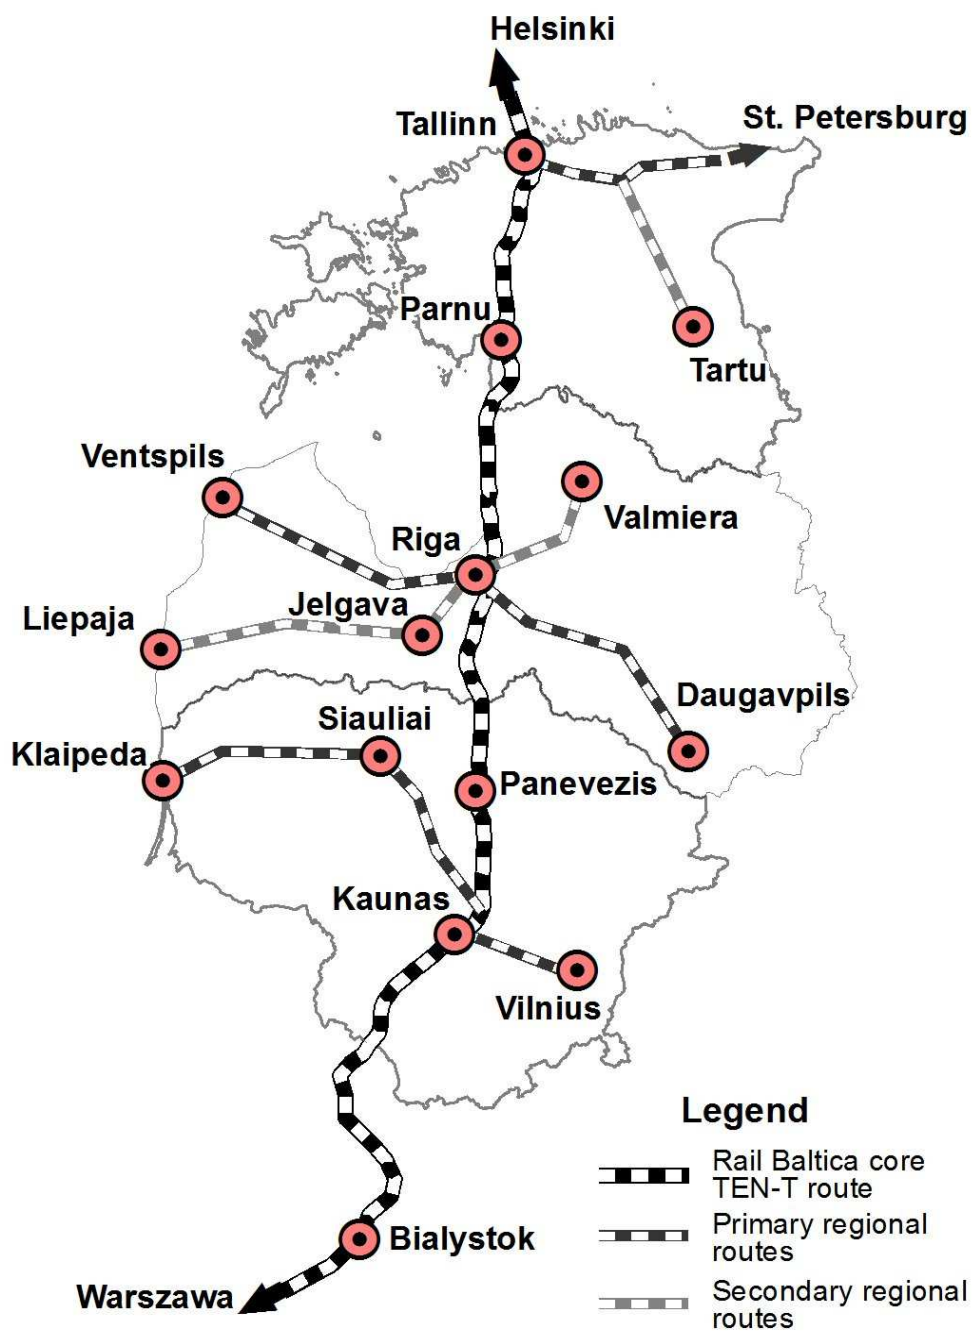 Helsinki
Tallinn
St. Petersburg
Parnu
Tartu
Ventspils
Valmiera
Riga
Jelgava
Liepaja
Daugavpils
Siauliai
Klaipeda
Panevezis
Kaunas
Vilnius
Legend
Rail Baltica core
TEN-T route
Primary regional
routes
Secondary regional
routes
Bialystok
Warszawa